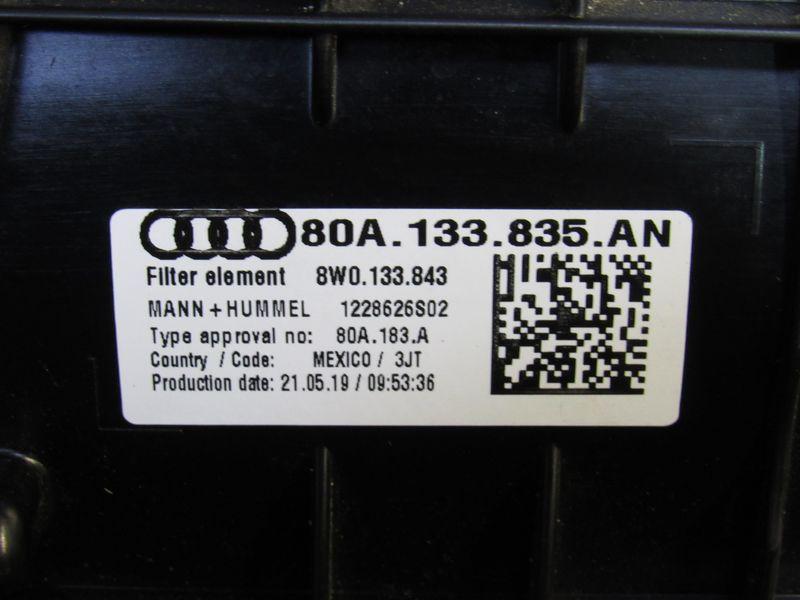 80A.133.835.AN
Filter element 8W0.133.843
MANN+HUMMEL 1228626S02
Type approval no: 80A.183.A
Country / Code: MEXICO / 3JT
Production date: 21.05.19 / 09:53:36